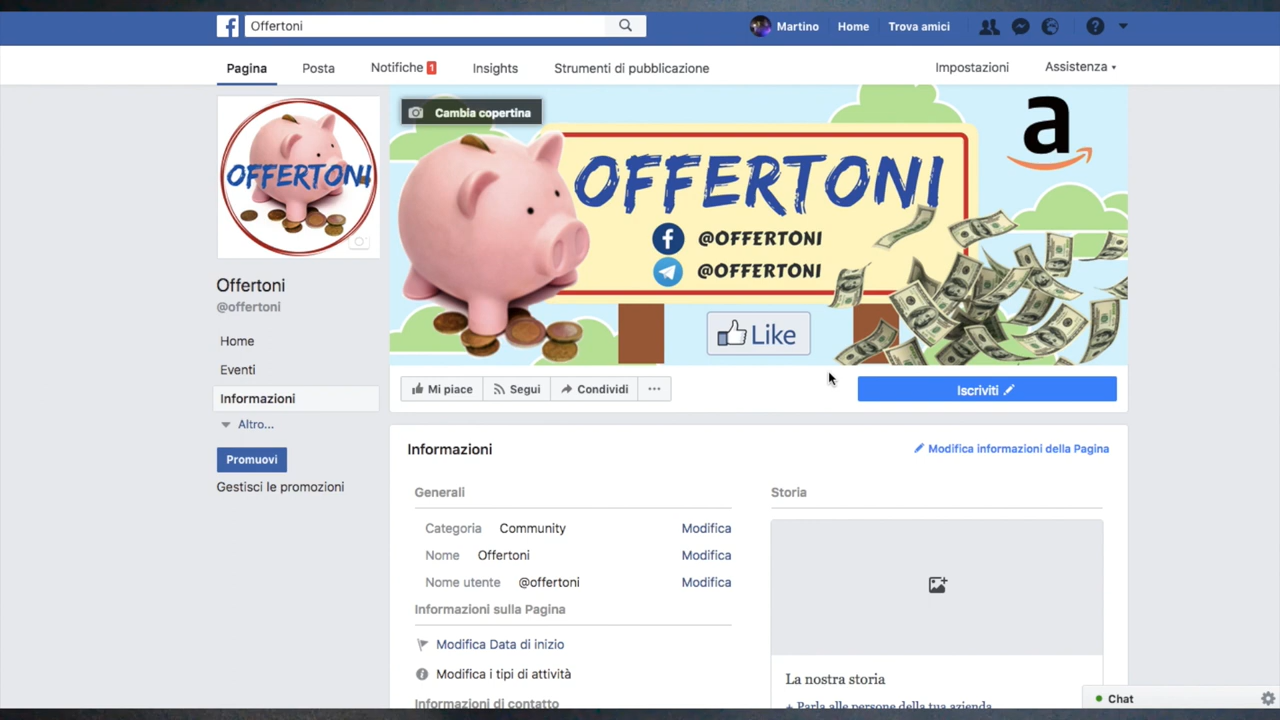 Offertoni
Martino Home Trova amici
Pagina Posta Notifiche 1 Insights Strumenti di pubblicazione Impostazioni Assistenza
OFFERTONI
Cambia copertina
a
OFFERTONI
@OFFERTONI
@OFFERTONI
Like
Offertoni
@offertoni
Home
Eventi
Informazioni
Altro...
Promuovi
Gestisci le promozioni
Mi piace Segui Condividi ··· Iscriviti
Informazioni Modifica informazioni della Pagina
Generali
Categoria Community Modifica
Nome Offertoni Modifica
Nome utente @offertoni Modifica
Informazioni sulla Pagina
Modifica Data di inizio
Modifica i tipi di attività
Informazioni di contatto
Storia
La nostra storia
+ Parla alle persone della tua azienda
Chat